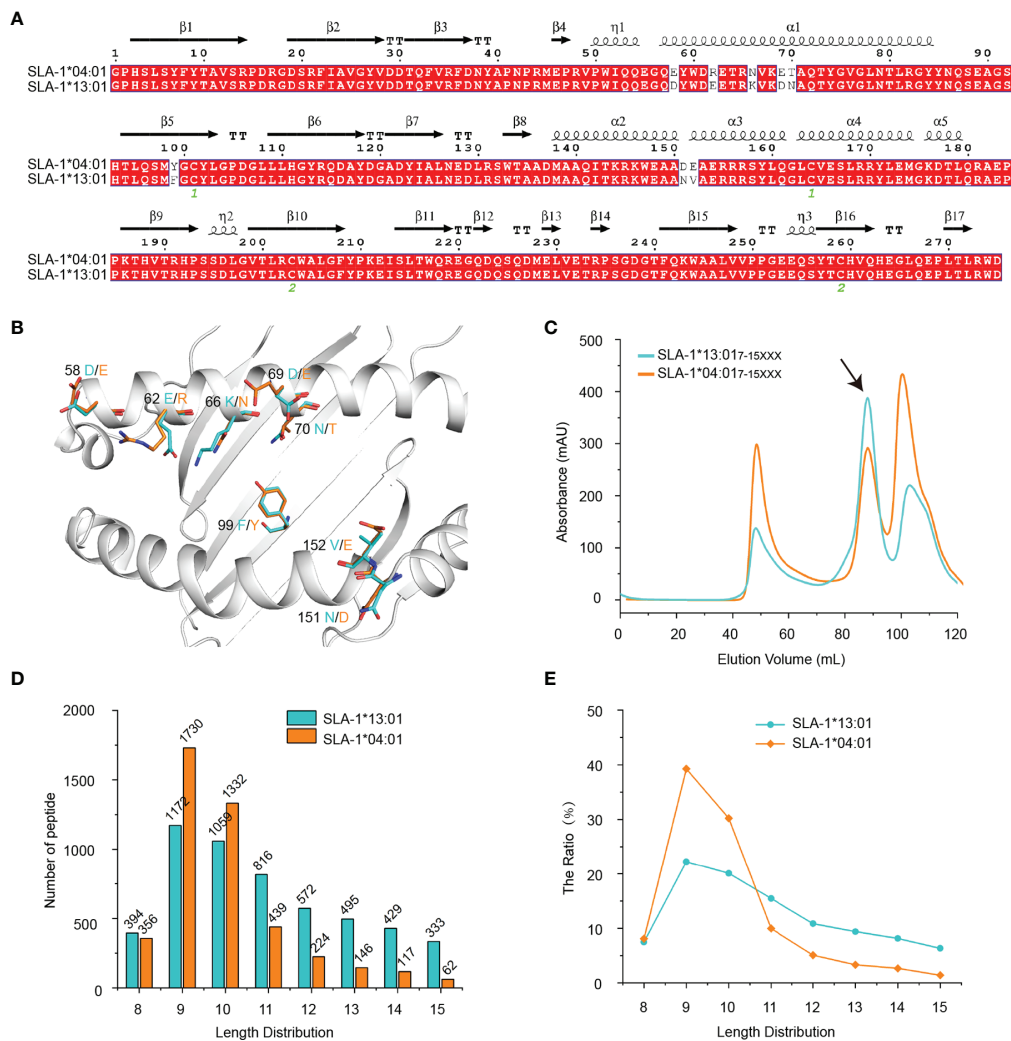 A
β1 β2 TT β3 TT β4 η1 α1
1 10 20 30 40 50 60 70 80 90
SLA-1*04:01 GPHSLSYFYTAVSRPDRGDSRFIAVGYVDDTQFVRFDNYAPNPRMEPRVPWIQQEGQEYWDRETRNVKETAQTYGVGLNTLRGYYNQSEAGS
SLA-1*13:01 GPHSLSYFYTAVSRPDRGDSRFIAVGYVDDTQFVRFDNYAPNPRMEPRVPWIQQEGQDYWDEETRKVKDNAQTYGVGLNTLRGYYNQSEAGS
β5 TT β6 TT β7 TT β8 α2 α3 α4 α5
100 110 120 130 140 150 160 170 180
SLA-1*04:01 HTLQSMYGCYLGPDGLLLHGYRQDAYDGADYIALNEDLRSWTAADMAAQITKRKWEAADEAERRRSYLQGLCVESLRRYLEMGKDTLQRAEP
SLA-1*13:01 HTLQSMFGCYLGPDGLLLHGYRQDAYDGADYIALNEDLRSWTAADMAAQITKRKWEAANVAERRRSYLQGLCVESLRRYLEMGKDTLQRAEP
1 1
β9 η2 β10 β11 TT β12 TT β13 β14 β15 TT η3 β16 TT β17
190 200 210 220 230 240 250 260 270
SLA-1*04:01 PKTHVTRHPSSDLGVTLRCWALGFYPKEISLTWQREGQDQSQDMELVETRPSGDGTFQKWAALVVPPGEEQSYTCHVQHEGLQEPLTLRWD
SLA-1*13:01 PKTHVTRHPSSDLGVTLRCWALGFYPKEISLTWQREGQDQSQDMELVETRPSGDGTFQKWAALVVPPGEEQSYTCHVQHEGLQEPLTLRWD
2 2
B
58 D/E
62 E/R
66 K/N
69 D/E
70 N/T
99 F/Y
152 V/E
151 N/D
C
SLA-1*13:017-15XXX
SLA-1*04:017-15XXX
Absorbance (mAU)
500
400
300
200
100
0
0 20 40 60 80 100 120
Elution Volume (mL)
D
SLA-1*13:01
SLA-1*04:01
Number of peptide
2000
1500
1000
500
0
394 356 1172 1730 1059 1332 816 439 572 224 495 146 429 117 333 62
8 9 10 11 12 13 14 15
Length Distribution
E
SLA-1*13:01
SLA-1*04:01
The Ratio (%)
50
40
30
20
10
0
8 9 10 11 12 13 14 15
Length Distribution